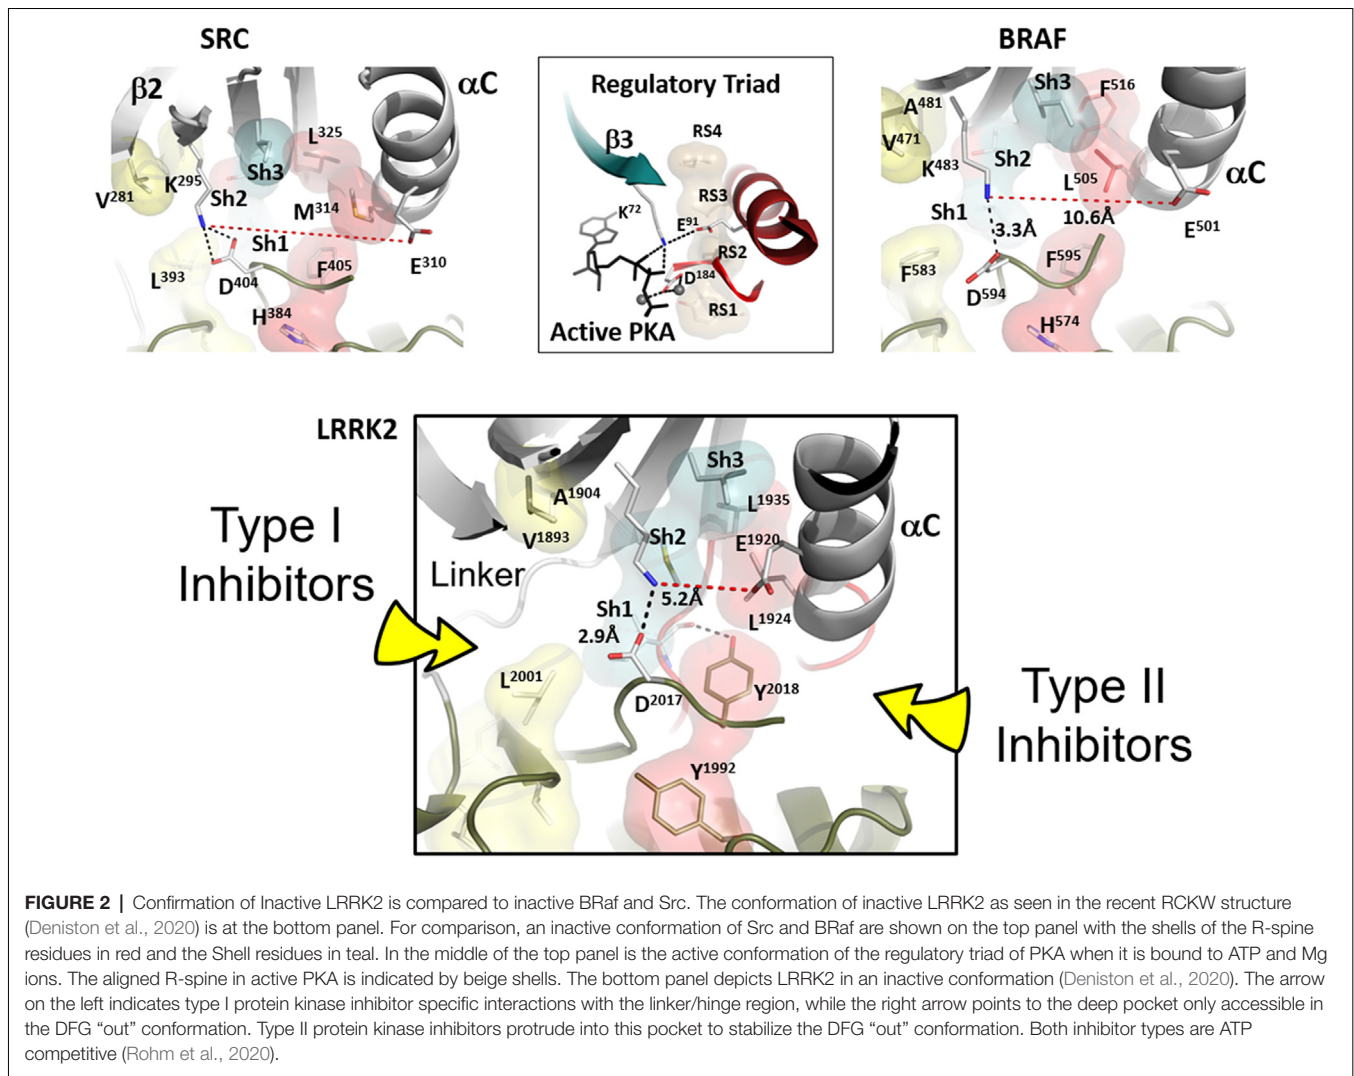 SRC
β2
αC
L325
Sh3
K295
Sh2
V281
M314
Sh1
L393
D404
F405
E310
H384
Regulatory Triad
β3
RS4
RS3
K72
E91
RS2
D184
RS1
Active PKA
BRAF
Sh3
F516
A481
V471
K483
Sh2
αC
L505
Sh1
10.6Å
3.3Å
E501
F583
F595
D594
H574
LRRK2
Sh3
A1904
L1935
V1893
Sh2
E1920
αC
Type I
Inhibitors
Linker
5.2Å
Sh1
L1924
2.9Å
L2001
D2017
Y2018
Type II
Inhibitors
Y1992
FIGURE 2 | Confirmation of Inactive LRRK2 is compared to inactive BRaf and Src. The conformation of inactive LRRK2 as seen in the recent RCKW structure
(Deniston et al., 2020) is at the bottom panel. For comparison, an inactive conformation of Src and BRaf are shown on the top panel with the shells of the R-spine
residues in red and the Shell residues in teal. In the middle of the top panel is the active conformation of the regulatory triad of PKA when it is bound to ATP and Mg
ions. The aligned R-spine in active PKA is indicated by beige shells. The bottom panel depicts LRRK2 in an inactive conformation (Deniston et al., 2020). The arrow
on the left indicates type I protein kinase inhibitor specific interactions with the linker/hinge region, while the right arrow points to the deep pocket only accessible in
the DFG “out” conformation. Type II protein kinase inhibitors protrude into this pocket to stabilize the DFG “out” conformation. Both inhibitor types are ATP
competitive (Rohm et al., 2020).